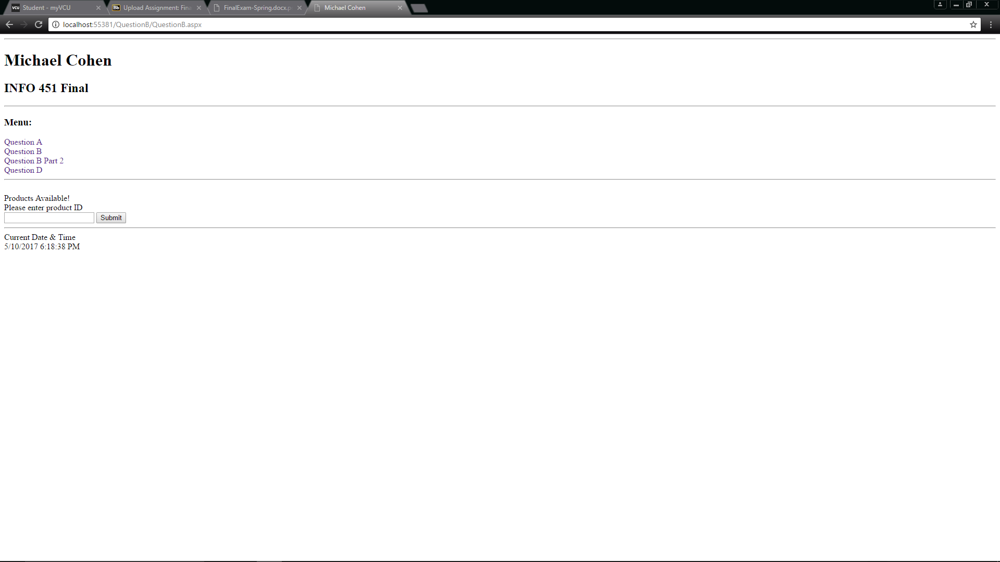 VCU Student - myVCU
Bb Upload Assignment: Fina
FinalExam-Spring.docx.p
Michael Cohen
localhost:55381/QuestionB/QuestionB.aspx
Michael Cohen
INFO 451 Final
Menu:
Question A
Question B
Question B Part 2
Question D
Products Available!
Please enter product ID
Submit
Current Date & Time
5/10/2017 6:18:38 PM